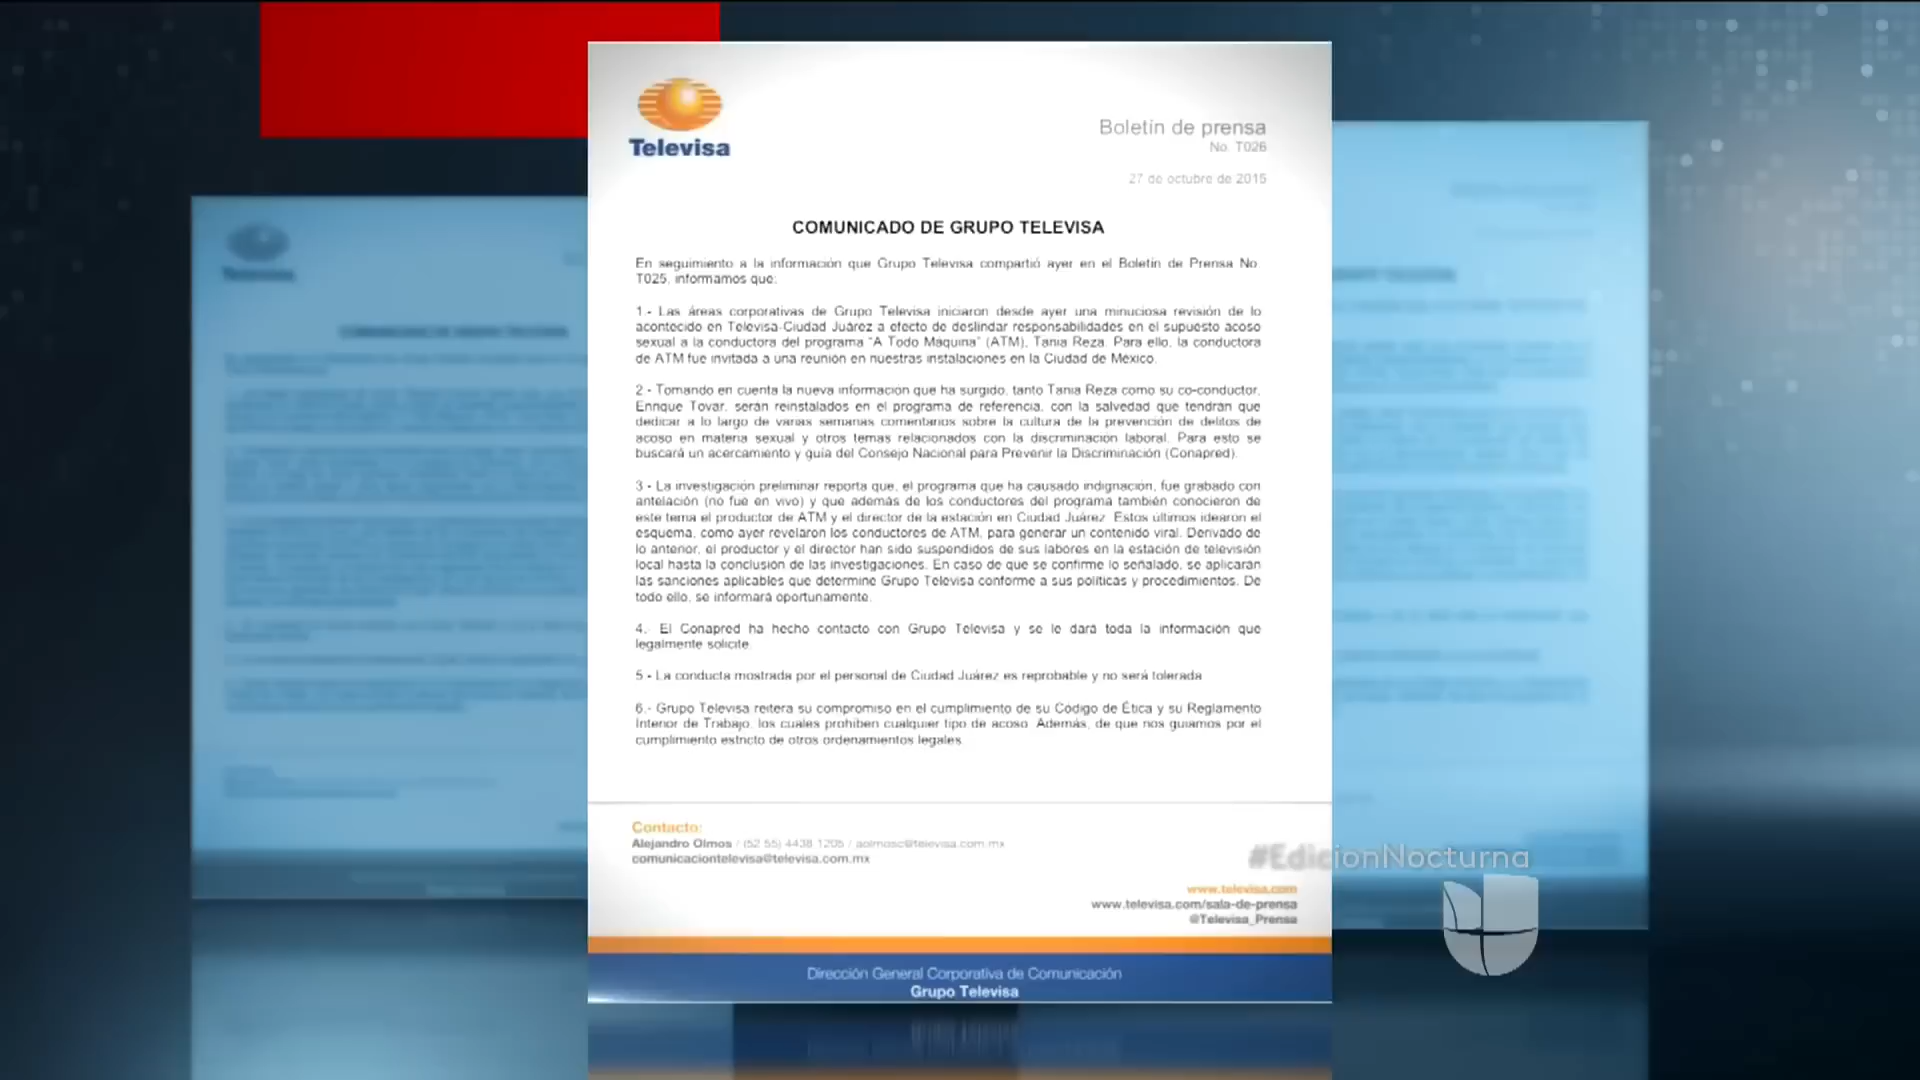 Televisa
Boletín de prensa
No. T026
27 de octubre de 2015
COMUNICADO DE GRUPO TELEVISA
En seguimiento a la información que Grupo Televisa compartió ayer en el Boletín de Prensa No.
T025, informamos que:
1.- Las áreas corporativas de Grupo Televisa iniciaron desde ayer una minuciosa revisión de lo
acontecido en Televisa-Ciudad Juárez a efecto de deslindar responsabilidades en el supuesto acoso
sexual a la conductora del programa "A Todo Máquina" (ATM), Tania Reza. Para ello, la conductora
de ATM fue invitada a una reunión en nuestras instalaciones en la Ciudad de México.
2.- Tomando en cuenta la nueva información que ha surgido, tanto Tania Reza como su co-conductor,
Enrique Tovar, serán reinstalados en el programa de referencia, con la salvedad que tendrán que
dedicar a lo largo de varias semanas comentarios sobre la cultura de la prevención de delitos de
acoso en materia sexual y otros temas relacionados con la discriminación laboral. Para esto se
buscará un acercamiento y guía del Consejo Nacional para Prevenir la Discriminación (Conapred).
3.- La investigación preliminar reporta que, el programa que ha causado indignación, fue grabado con
antelación (no fue en vivo) y que además de los conductores del programa también conocieron de
este tema el productor de ATM y el director de la estación en Ciudad Juárez. Estos últimos idearon el
esquema, como ayer revelaron los conductores de ATM, para generar un contenido viral. Derivado de
lo anterior, el productor y el director han sido suspendidos de sus labores en la estación de televisión
local hasta la conclusión de las investigaciones. En caso de que se confirme lo señalado, se aplicarán
las sanciones aplicables que determine Grupo Televisa conforme a sus políticas y procedimientos. De
todo ello, se informará oportunamente.
4.- El Conapred ha hecho contacto con Grupo Televisa y se le dará toda la información que
legalmente solicite.
5.- La conducta mostrada por el personal de Ciudad Juárez es reprobable y no será tolerada.
6.- Grupo Televisa reitera su compromiso en el cumplimiento de su Código de Ética y su Reglamento
Interior de Trabajo, los cuales prohiben cualquier tipo de acoso. Además, de que nos guiamos por el
cumplimiento estricto de otros ordenamientos legales.
Contacto:
Alejandro Olmos / (52 55) 4438 1205 / aolmosc@televisa.com.mx
comunicaciontelevisa@televisa.com.mx
#EdicionNocturna
www.televisa.com
www.televisa.com/sala-de-prensa
@Televisa_Prensa
Dirección General Corporativa de Comunicación
Grupo Televisa